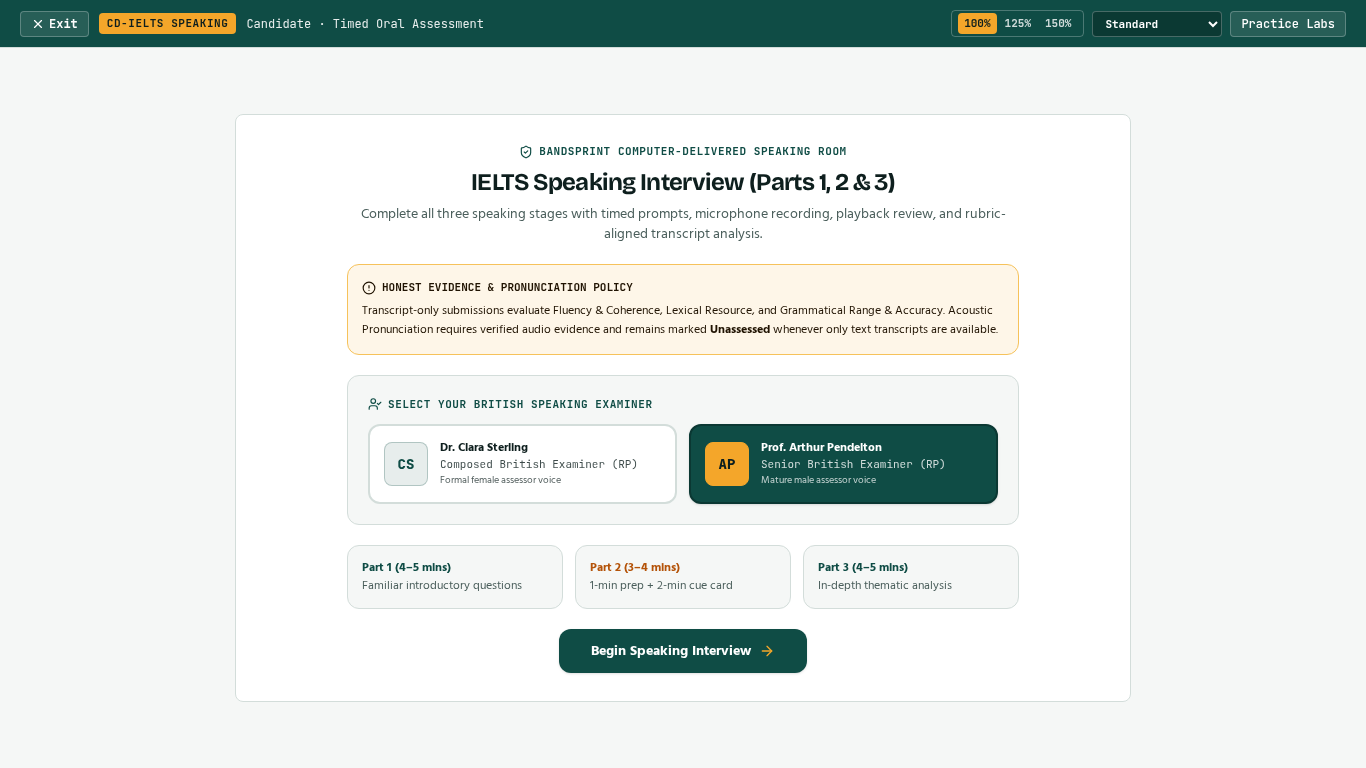 Exit
CD-IELTS SPEAKING
Candidate · Timed Oral Assessment
100% 125% 150%
Standard
Practice Labs
BANDSPRINT COMPUTER-DELIVERED SPEAKING ROOM
IELTS Speaking Interview (Parts 1, 2 & 3)
Complete all three speaking stages with timed prompts, microphone recording, playback review, and rubric-
aligned transcript analysis.
HONEST EVIDENCE & PRONUNCIATION POLICY
Transcript-only submissions evaluate Fluency & Coherence, Lexical Resource, and Grammatical Range & Accuracy. Acoustic
Pronunciation requires verified audio evidence and remains marked Unassessed whenever only text transcripts are available.
SELECT YOUR BRITISH SPEAKING EXAMINER
CS
Dr. Clara Sterling
Composed British Examiner (RP)
Formal female assessor voice
AP
Prof. Arthur Pendelton
Senior British Examiner (RP)
Mature male assessor voice
Part 1 (4–5 mins)
Familiar introductory questions
Part 2 (3–4 mins)
1-min prep + 2-min cue card
Part 3 (4–5 mins)
In-depth thematic analysis
Begin Speaking Interview